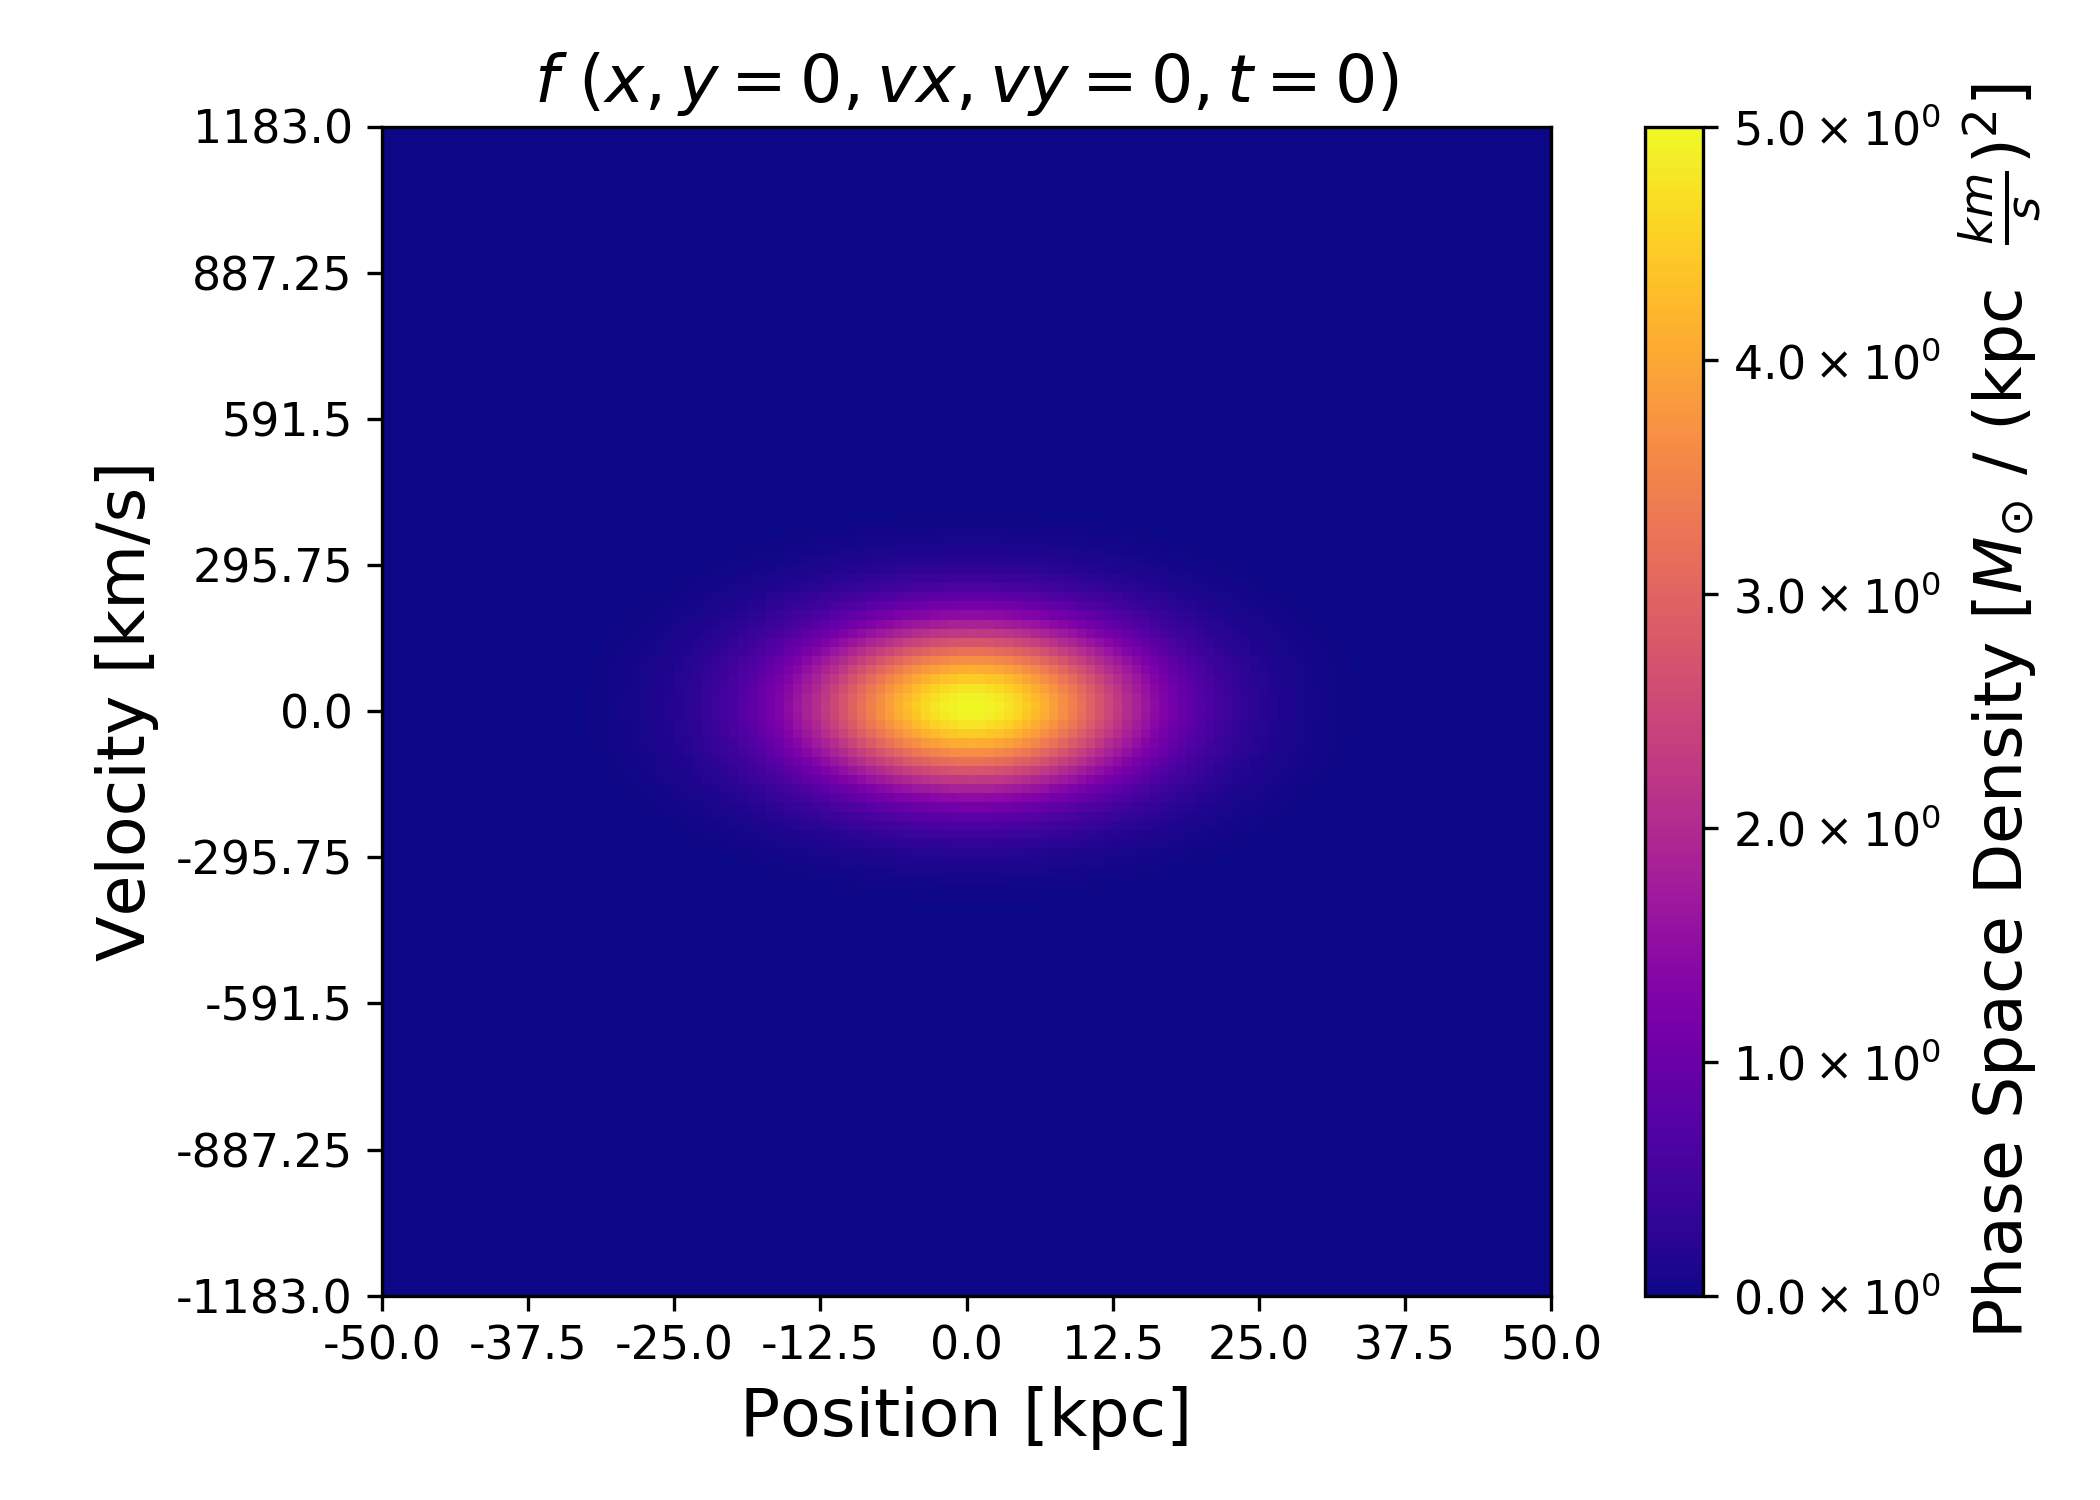 f (x, y = 0, vx, vy = 0, t = 0)
1183.0
887.25
591.5
295.75
0.0
-295.75
-591.5
-887.25
-1183.0
Velocity [km/s]
-50.0 -37.5 -25.0 -12.5 0.0 12.5 25.0 37.5 50.0
Position [kpc]
5.0 × 10⁰
4.0 × 10⁰
3.0 × 10⁰
2.0 × 10⁰
1.0 × 10⁰
0.0 × 10⁰
Phase Space Density [M⊙ / (kpc km/s)²]